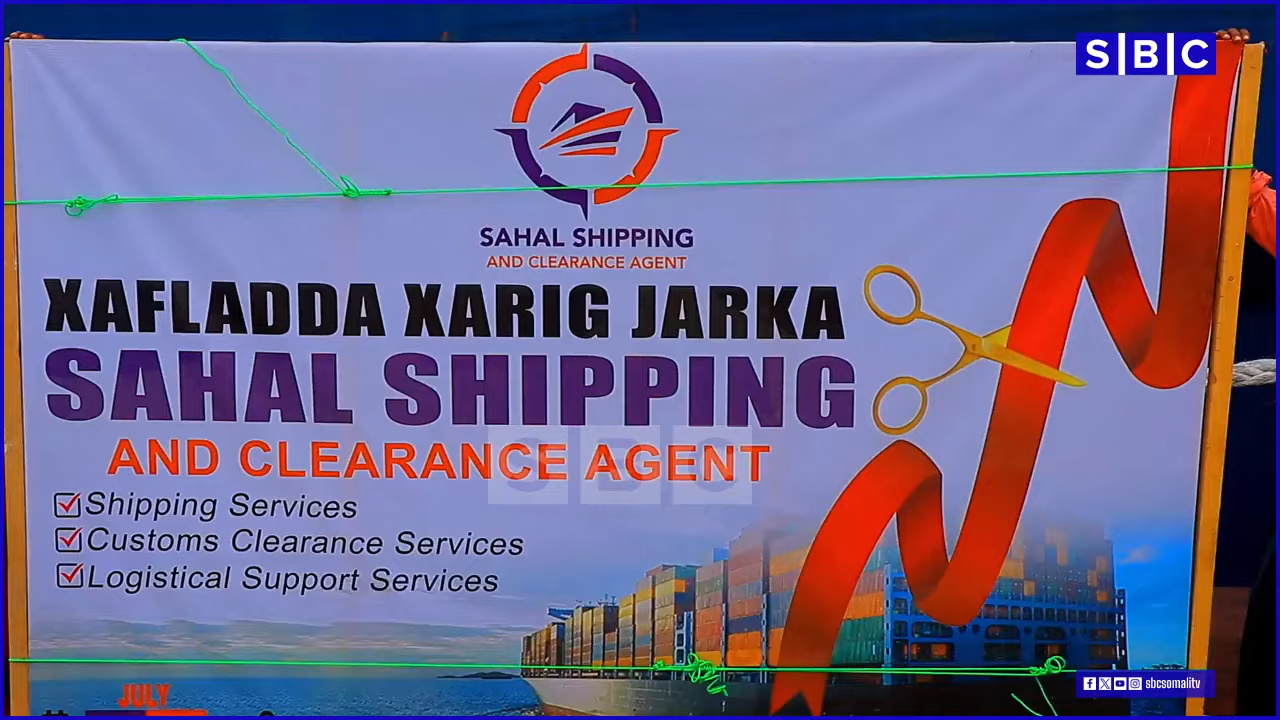 S|B|C
SAHAL SHIPPING
AND CLEARANCE AGENT
XAFLADDA XARIG JARKA
SAHAL SHIPPING
AND CLEARANCE AGENT
SBC
Shipping Services
Customs Clearance Services
Logistical Support Services
sbcsomalitv
JULY